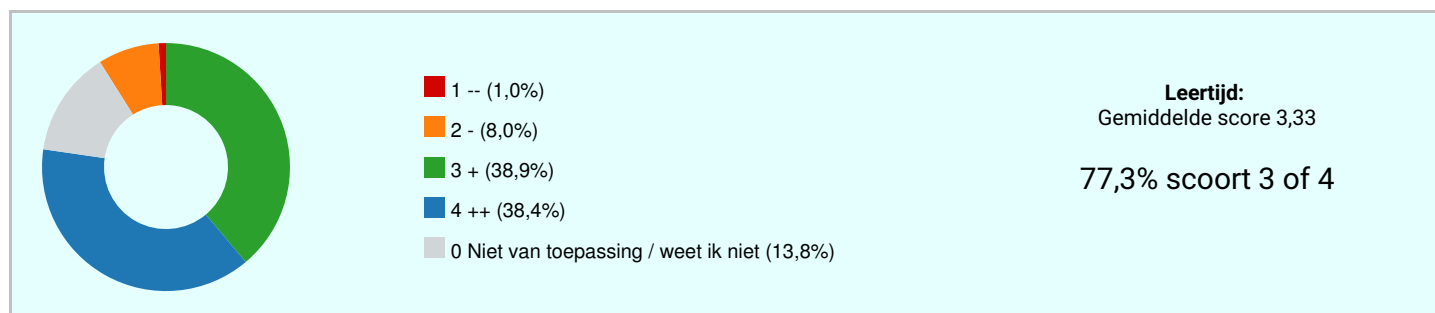 1 -- (1,0%)
2 - (8,0%)
3 + (38,9%)
4 ++ (38,4%)
0 Niet van toepassing / weet ik niet (13,8%)
Leertijd:
Gemiddelde score 3,33
77,3% scoort 3 of 4